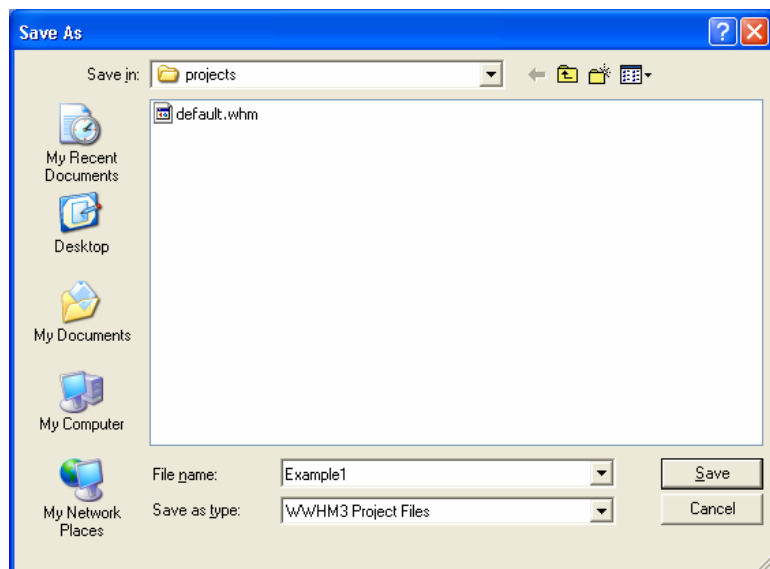 Save As
Save in:
projects
default.whm
My Recent
Documents
Desktop
My Documents
My Computer
My Network
Places
File name:
Example1
Save
Save as type:
WWHM3 Project Files
Cancel